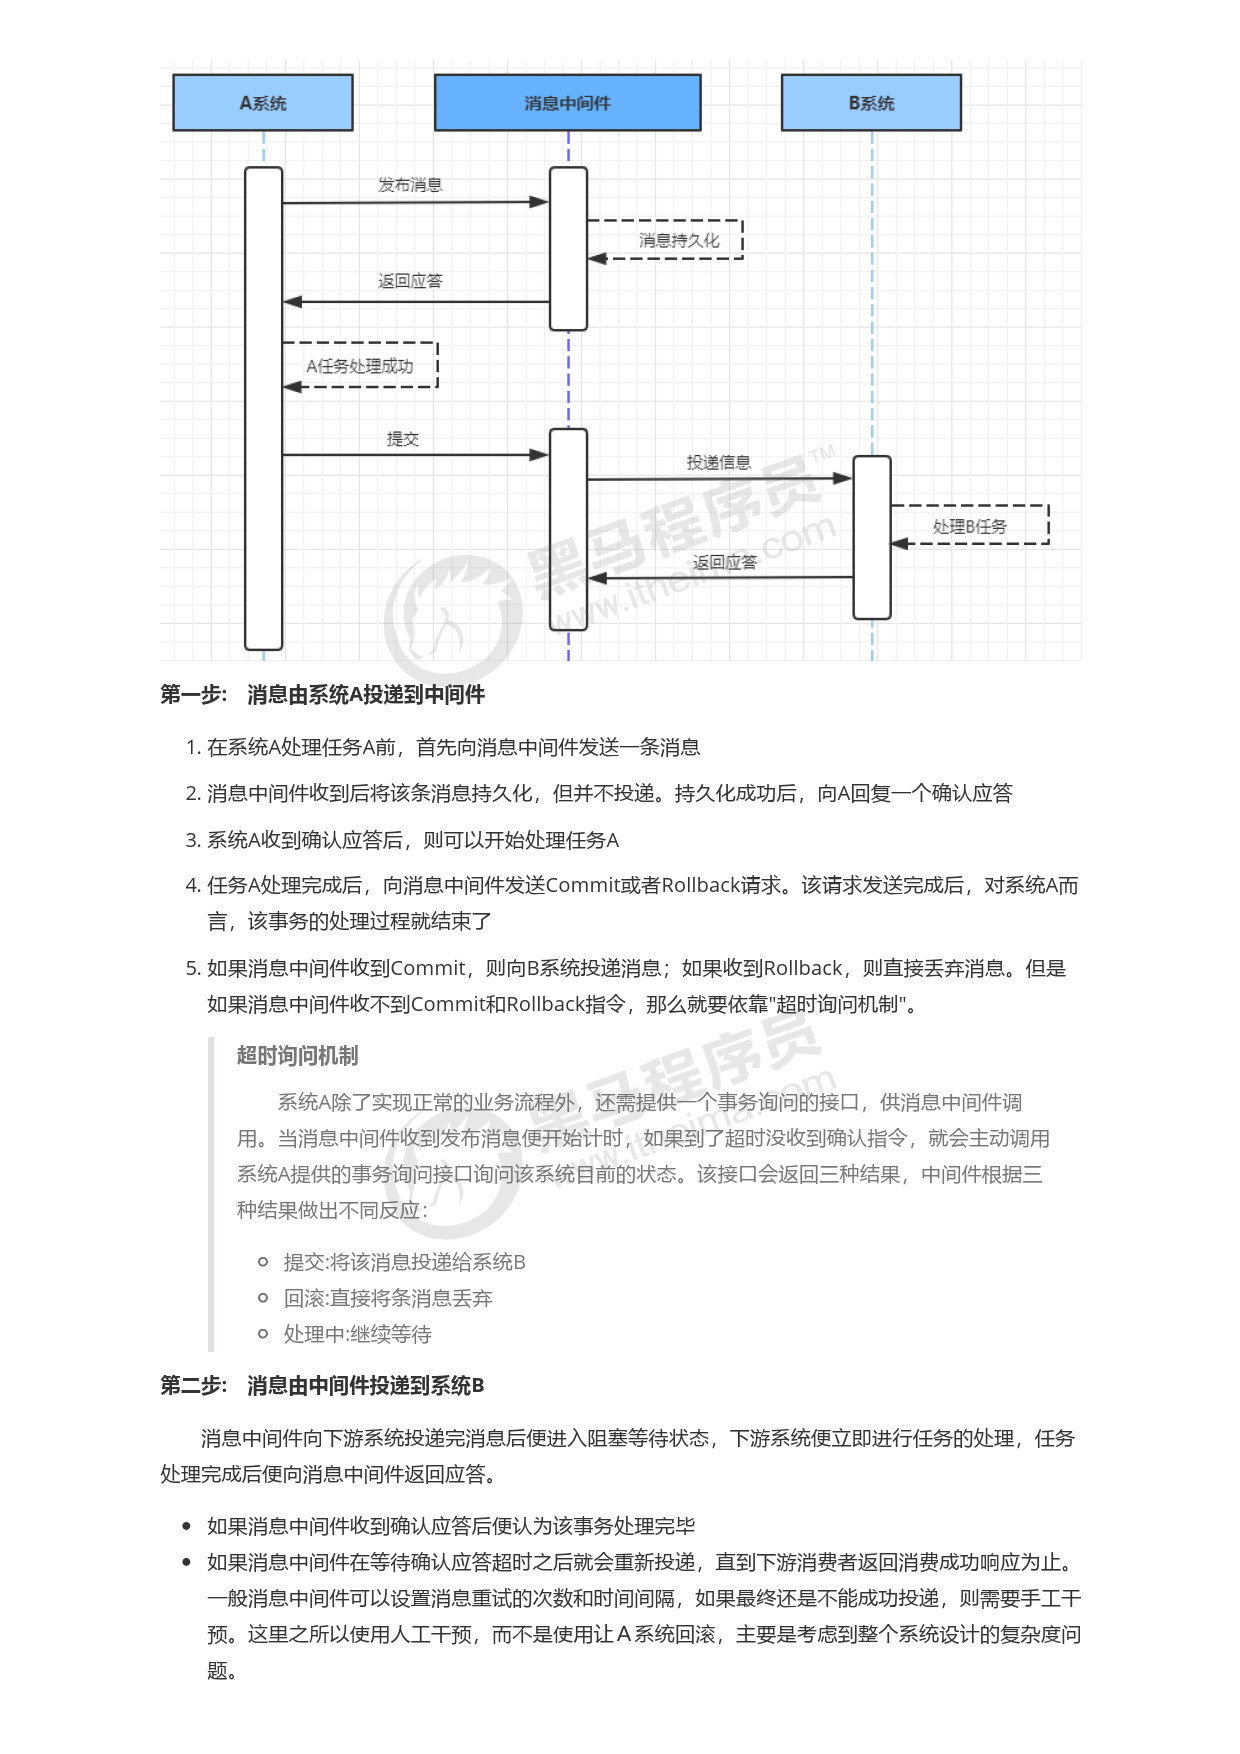 A系统
消息中间件
B系统
发布消息
消息持久化
返回应答
A任务处理成功
提交
投递信息
处理B任务
返回应答
黑马程序员™
www.itheima.com
第一步: 消息由系统A投递到中间件
1. 在系统A处理任务A前，首先向消息中间件发送一条消息
2. 消息中间件收到后将该条消息持久化，但并不投递。持久化成功后，向A回复一个确认应答
3. 系统A收到确认应答后，则可以开始处理任务A
4. 任务A处理完成后，向消息中间件发送Commit或者Rollback请求。该请求发送完成后，对系统A而
言，该事务的处理过程就结束了
5. 如果消息中间件收到Commit，则向B系统投递消息；如果收到Rollback，则直接丢弃消息。但是
如果消息中间件收不到Commit和Rollback指令，那么就要依靠"超时询问机制"。
超时询问机制
系统A除了实现正常的业务流程外，还需提供一个事务询问的接口，供消息中间件调
用。当消息中间件收到发布消息便开始计时，如果到了超时没收到确认指令，就会主动调用
系统A提供的事务询问接口询问该系统目前的状态。该接口会返回三种结果，中间件根据三
种结果做出不同反应：
提交:将该消息投递给系统B
回滚:直接将条消息丢弃
处理中:继续等待
黑马程序员
www.itheima.com
第二步: 消息由中间件投递到系统B
消息中间件向下游系统投递完消息后便进入阻塞等待状态，下游系统便立即进行任务的处理，任务
处理完成后便向消息中间件返回应答。
如果消息中间件收到确认应答后便认为该事务处理完毕
如果消息中间件在等待确认应答超时之后就会重新投递，直到下游消费者返回消费成功响应为止。
一般消息中间件可以设置消息重试的次数和时间间隔，如果最终还是不能成功投递，则需要手工干
预。这里之所以使用人工干预，而不是使用让Ａ系统回滚，主要是考虑到整个系统设计的复杂度问
题。